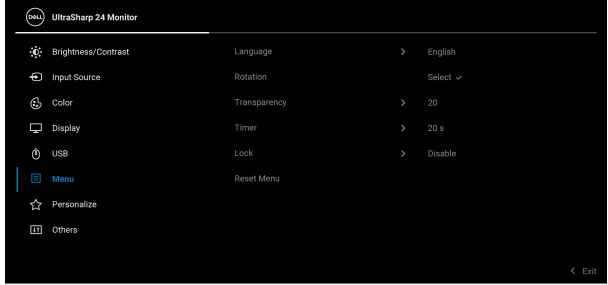 DELL UltraSharp 24 Monitor
Brightness/Contrast Language > English
Input Source Rotation Select ✓
Color Transparency > 20
Display Timer > 20 s
USB Lock > Disable
Menu Reset Menu
Personalize
Others
< Exit